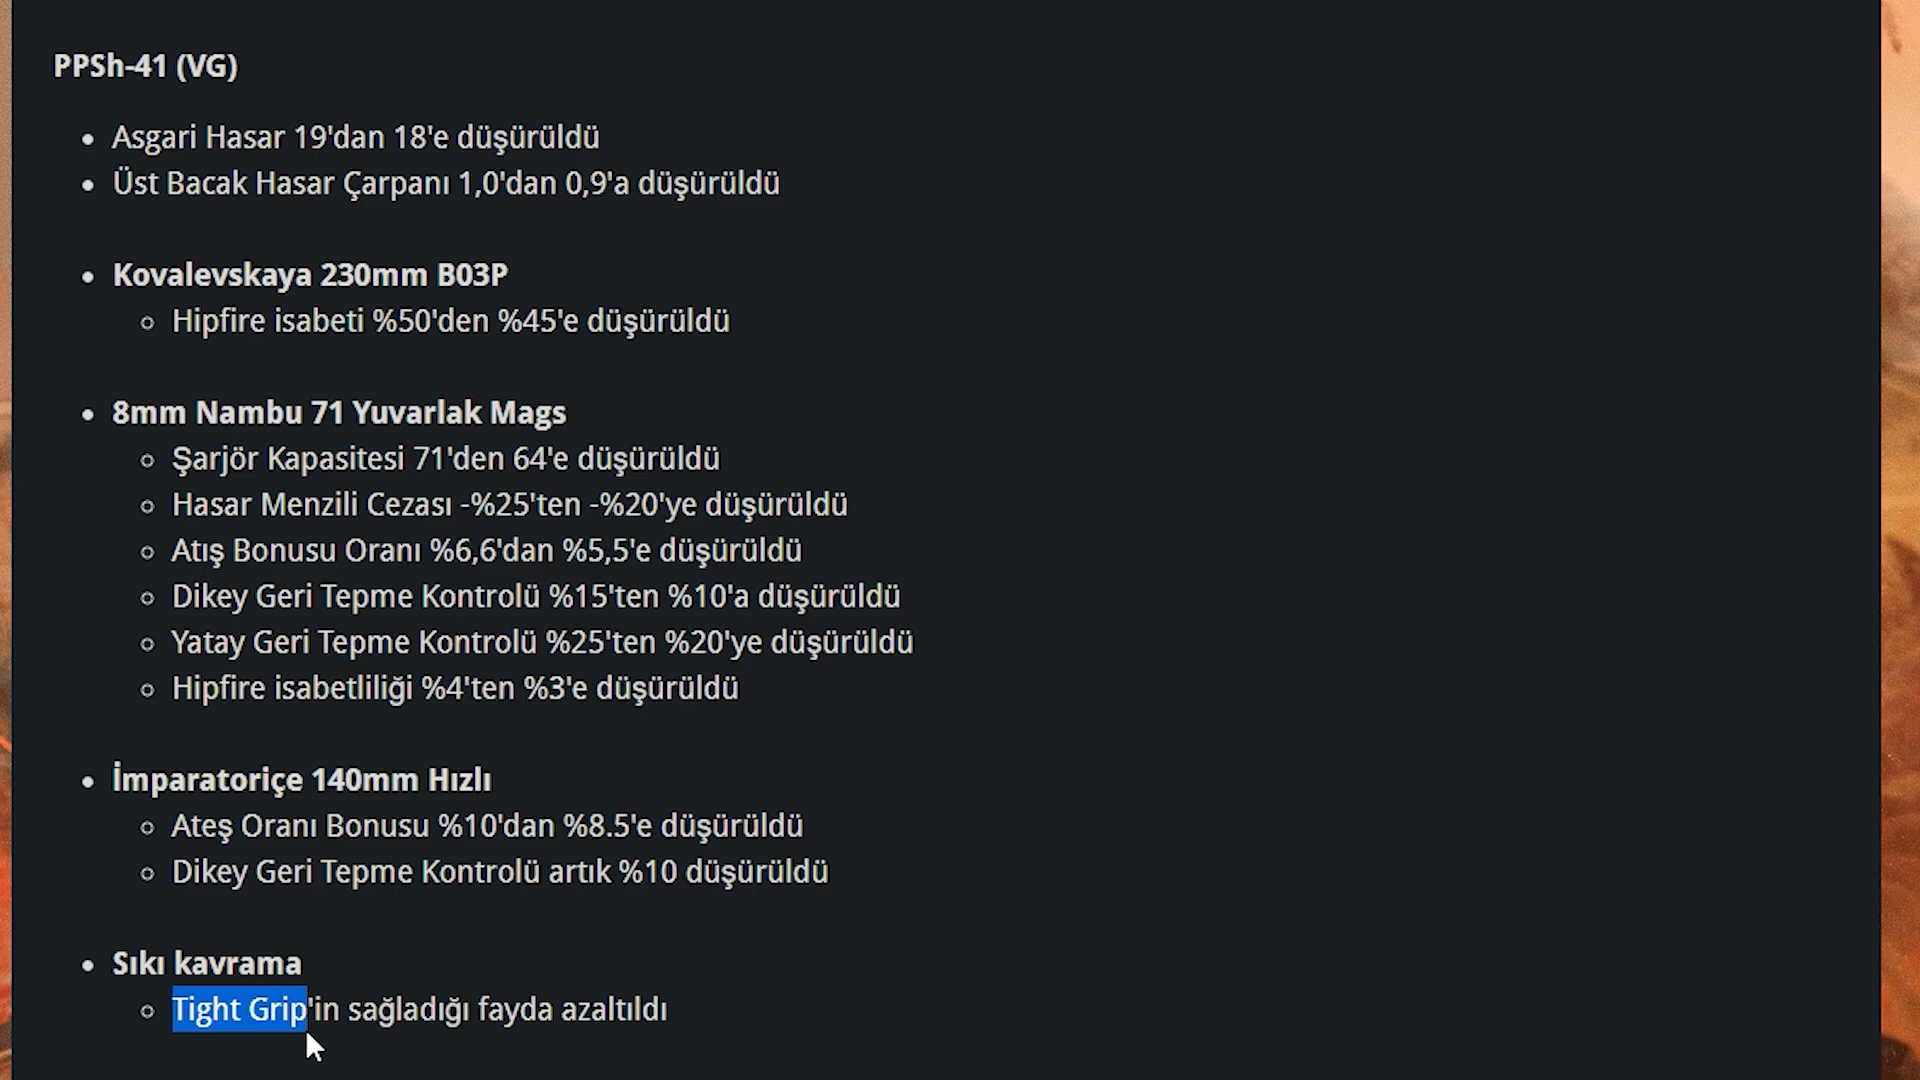 PPSh-41 (VG)
Asgari Hasar 19'dan 18'e düşürüldü
Üst Bacak Hasar Çarpanı 1,0'dan 0,9'a düşürüldü
Kovalevskaya 230mm B03P
Hipfire isabeti %50'den %45'e düşürüldü
8mm Nambu 71 Yuvarlak Mags
Şarjör Kapasitesi 71'den 64'e düşürüldü
Hasar Menzili Cezası -%25'ten -%20'ye düşürüldü
Atış Bonusu Oranı %6,6'dan %5,5'e düşürüldü
Dikey Geri Tepme Kontrolü %15'ten %10'a düşürüldü
Yatay Geri Tepme Kontrolü %25'ten %20'ye düşürüldü
Hipfire isabetliliği %4'ten %3'e düşürüldü
İmparatoriçe 140mm Hızlı
Ateş Oranı Bonusu %10'dan %8.5'e düşürüldü
Dikey Geri Tepme Kontrolü artık %10 düşürüldü
Sıkı kavrama
Tight Grip'in sağladığı fayda azaltıldı